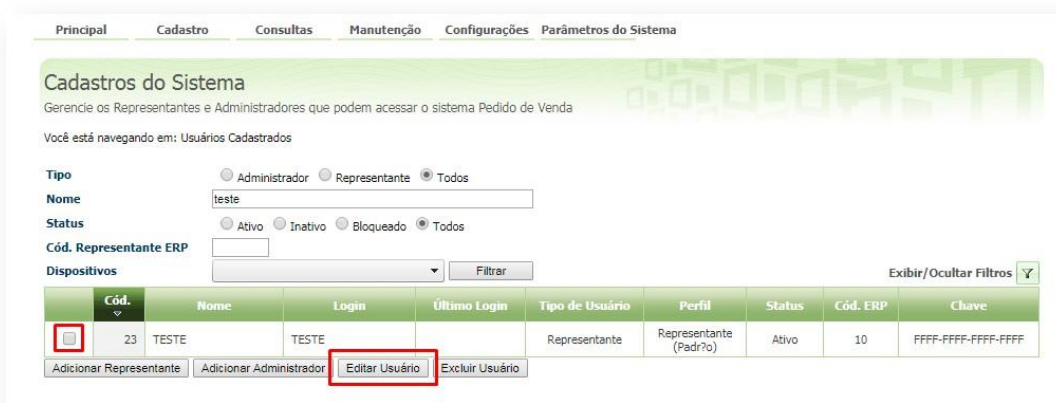 Principal Cadastro Consultas Manutenção Configurações Parâmetros do Sistema
Cadastros do Sistema
Gerencie os Representantes e Administradores que podem acessar o sistema Pedido de Venda
Você está navegando em: Usuários Cadastrados
Tipo Administrador Representante Todos
Nome teste
Status Ativo Inativo Bloqueado Todos
Cód. Representante ERP
Dispositivos Filtrar Exibir/Ocultar Filtros
Cód. Nome Login Último Login Tipo de Usuário Perfil Status Cód. ERP Chave
23 TESTE TESTE Representante Representante (Padr?o) Ativo 10 FFFF-FFFF-FFFF-FFFF
Adicionar Representante Adicionar Administrador Editar Usuário Excluir Usuário